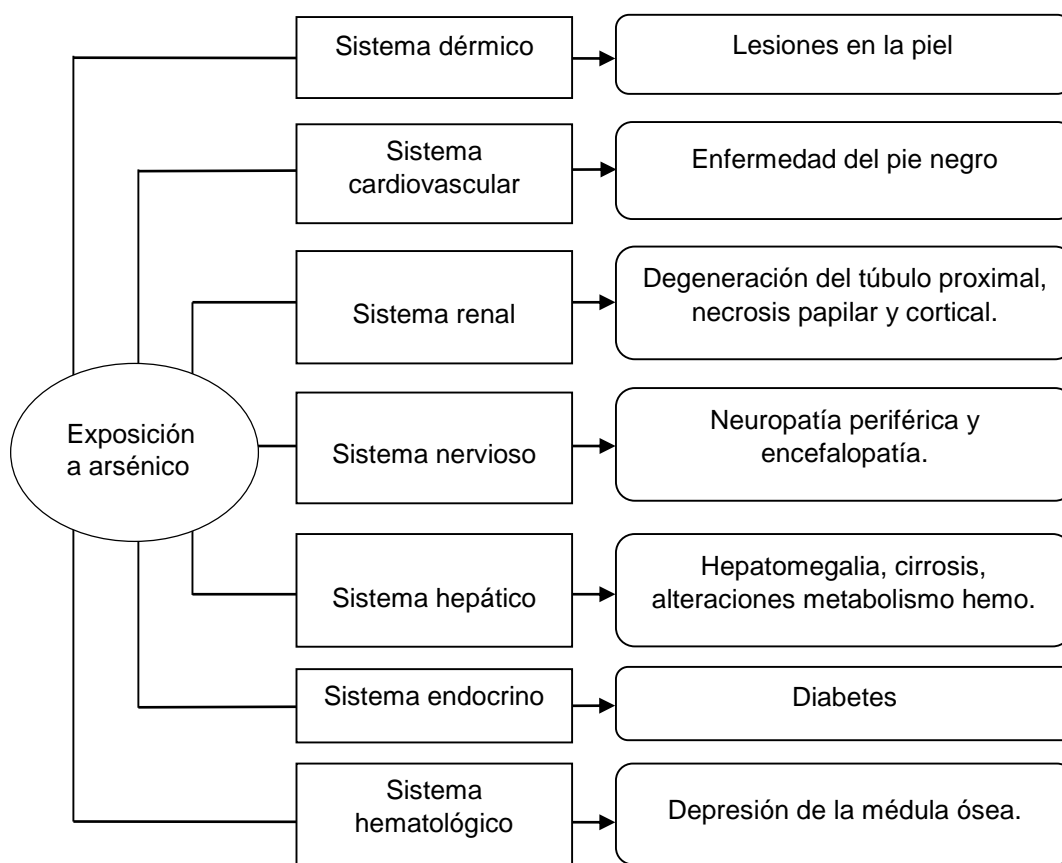 Sistema dérmico
Lesiones en la piel
Sistema
cardiovascular
Enfermedad del pie negro
Sistema renal
Degeneración del túbulo proximal,
necrosis papilar y cortical.
Exposición
a arsénico
Sistema nervioso
Neuropatía periférica y
encefalopatía.
Sistema hepático
Hepatomegalia, cirrosis,
alteraciones metabolismo hemo.
Sistema endocrino
Diabetes
Sistema
hematológico
Depresión de la médula ósea.